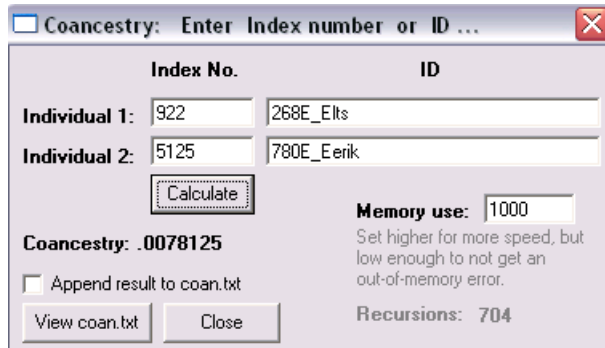 Coancestry: Enter Index number or ID ...
Index No. ID
Individual 1: 922 268E_Elts
Individual 2: 5125 780E_Eerik
Calculate
Memory use: 1000
Coancestry: .0078125
Set higher for more speed, but
low enough to not get an
out-of-memory error.
Append result to coan.txt
View coan.txt Close
Recursions: 704